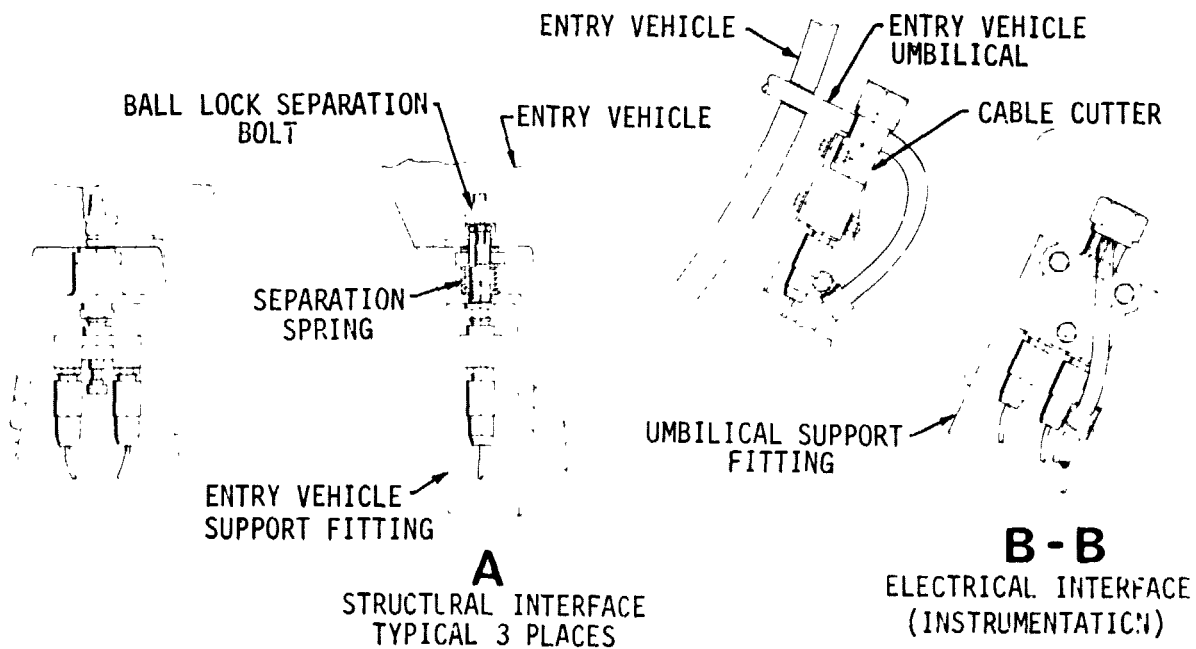 ENTRY VEHICLE
ENTRY VEHICLE
UMBILICAL
BALL LOCK SEPARATION
BOLT
ENTRY VEHICLE
CABLE CUTTER
SEPARATION
SPRING
UMBILICAL SUPPORT
FITTING
ENTRY VEHICLE
SUPPORT FITTING
A
STRUCTURAL INTERFACE
TYPICAL 3 PLACES
B-B
ELECTRICAL INTERFACE
(INSTRUMENTATION)